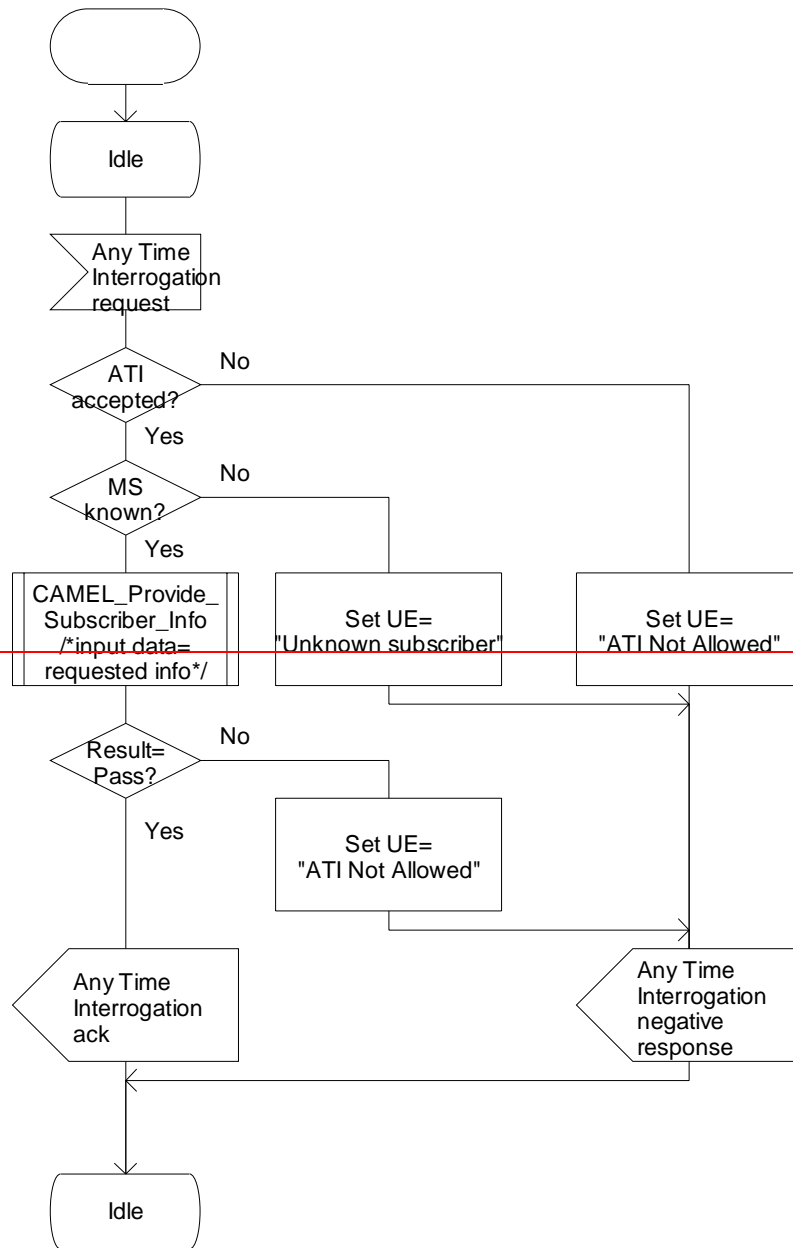 Idle
Any Time
Interrogation
request
ATI
accepted?
No
Yes
MS
known?
No
Yes
CAMEL_Provide_
Subscriber_Info
/*input data=
requested info*/
Set UE=
"Unknown subscriber"
Set UE=
"ATI Not Allowed"
Result=
Pass?
No
Yes
Set UE=
"ATI Not Allowed"
Any Time
Interrogation
ack
Any Time
Interrogation
negative
response
Idle